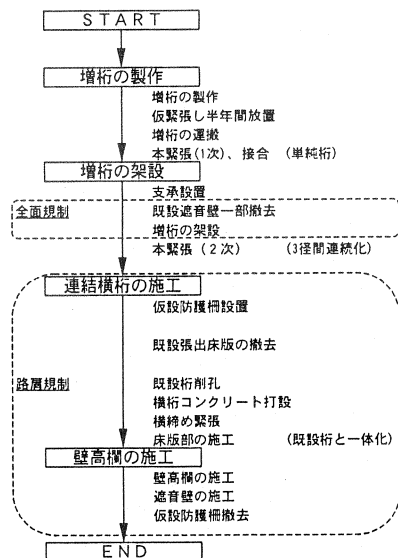 START
増桁の製作
増桁の製作
仮緊張し半年間放置
増桁の運搬
本緊張(1次)、接合 (単純桁)
増桁の架設
支承設置
全面規制 既設遮音壁一部撤去
増桁の架設
本緊張(2次) (3径間連続化)
連結横桁の施工
仮設防護柵設置
既設張出床版の撤去
路肩規制 既設桁削孔
横桁コンクリート打設
横締め緊張
床版部の施工 (既設桁と一体化)
壁高欄の施工
壁高欄の施工
遮音壁の施工
仮設防護柵撤去
END